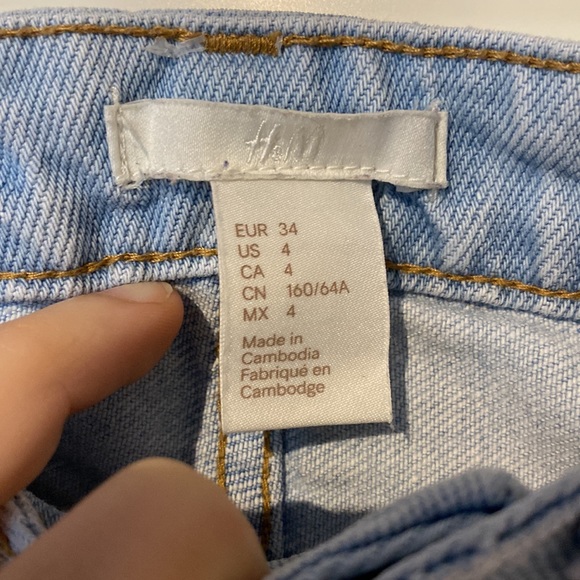 H&M
EUR 34
US 4
CA 4
CN 160/64A
MX 4
Made in
Cambodia
Fabriqué en
Cambodge